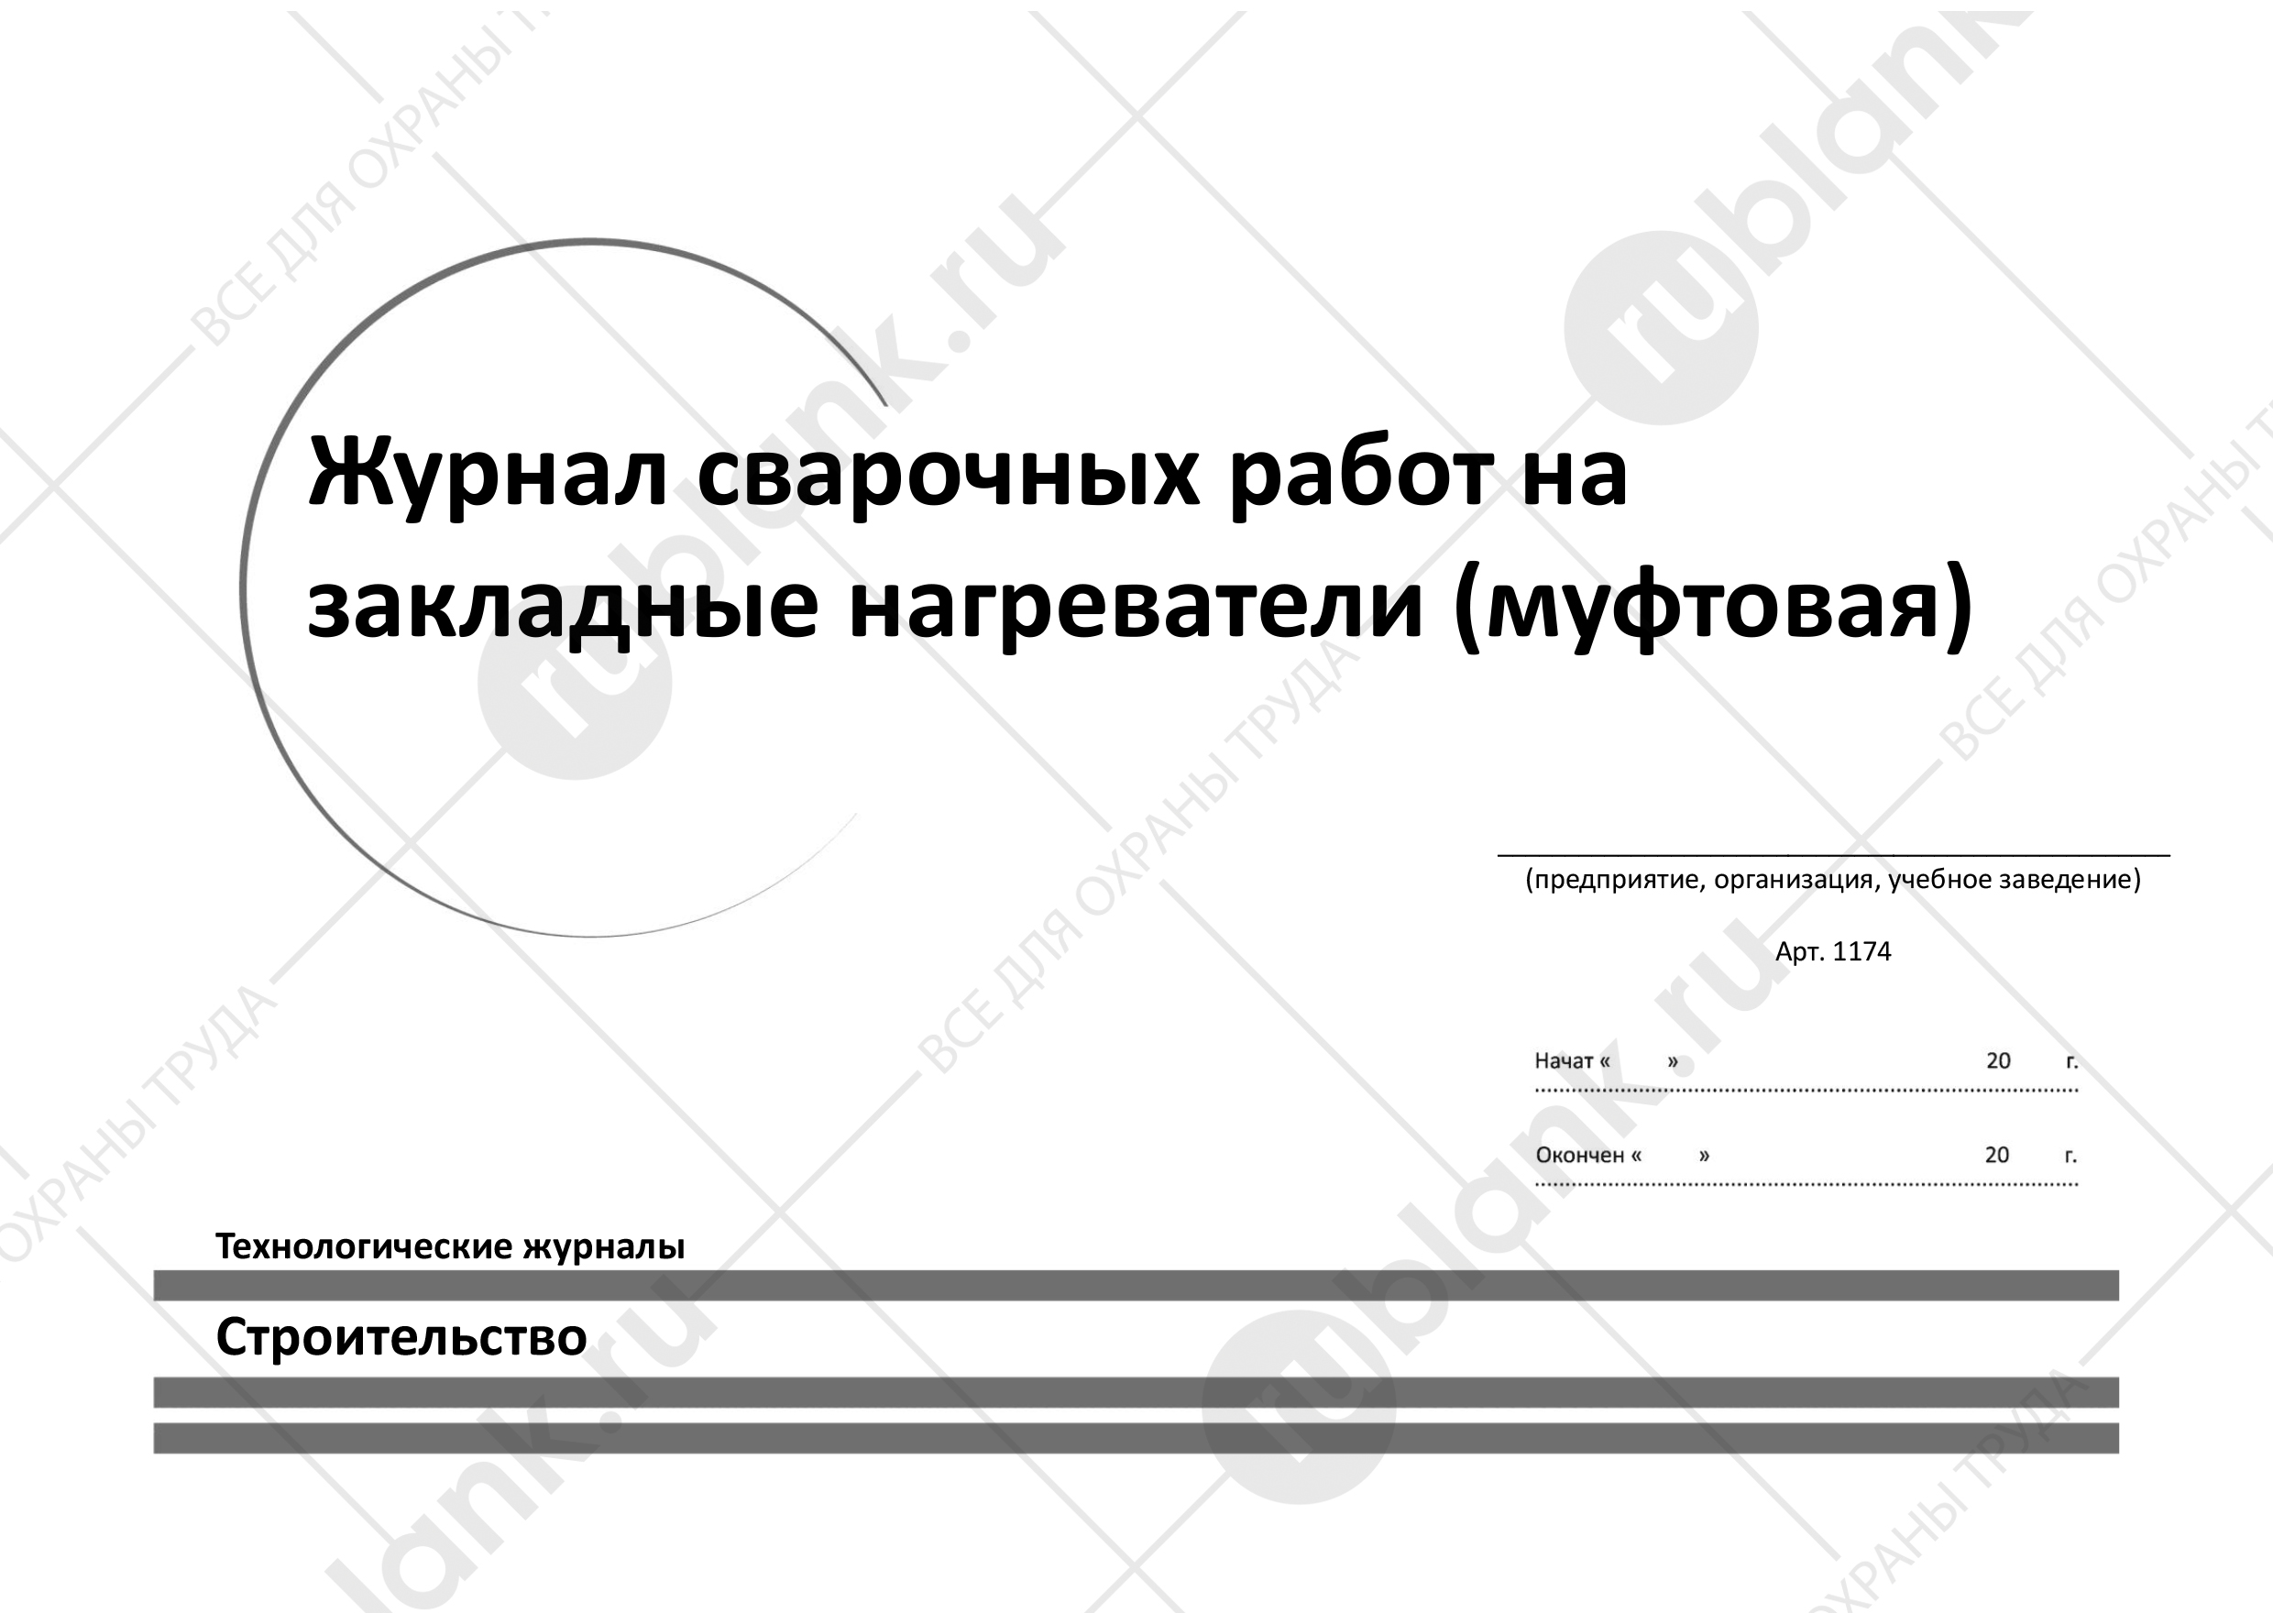 Журнал сварочных работ на
закладные нагреватели (муфтовая)
(предприятие, организация, учебное заведение)
Арт. 1174
Начат « » 20 г.
Окончен « » 20 г.
Технологические журналы
Строительство
ВСЕ ДЛЯ ОХРАНЫ ТРУДА
rublank.ru